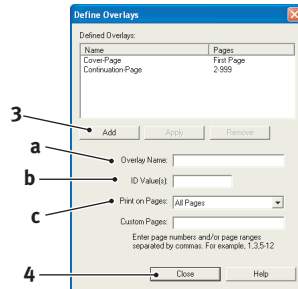 Define Overlays
Defined Overlays:
Name Pages
Cover-Page First Page
Continuation-Page 2-999
3
Add Apply Remove
a
Overlay Name:
b
ID Value(s):
c
Print on Pages: All Pages
Custom Pages:
Enter page numbers and/or page ranges
separated by commas. For example, 1,3,5-12
4
Close Help